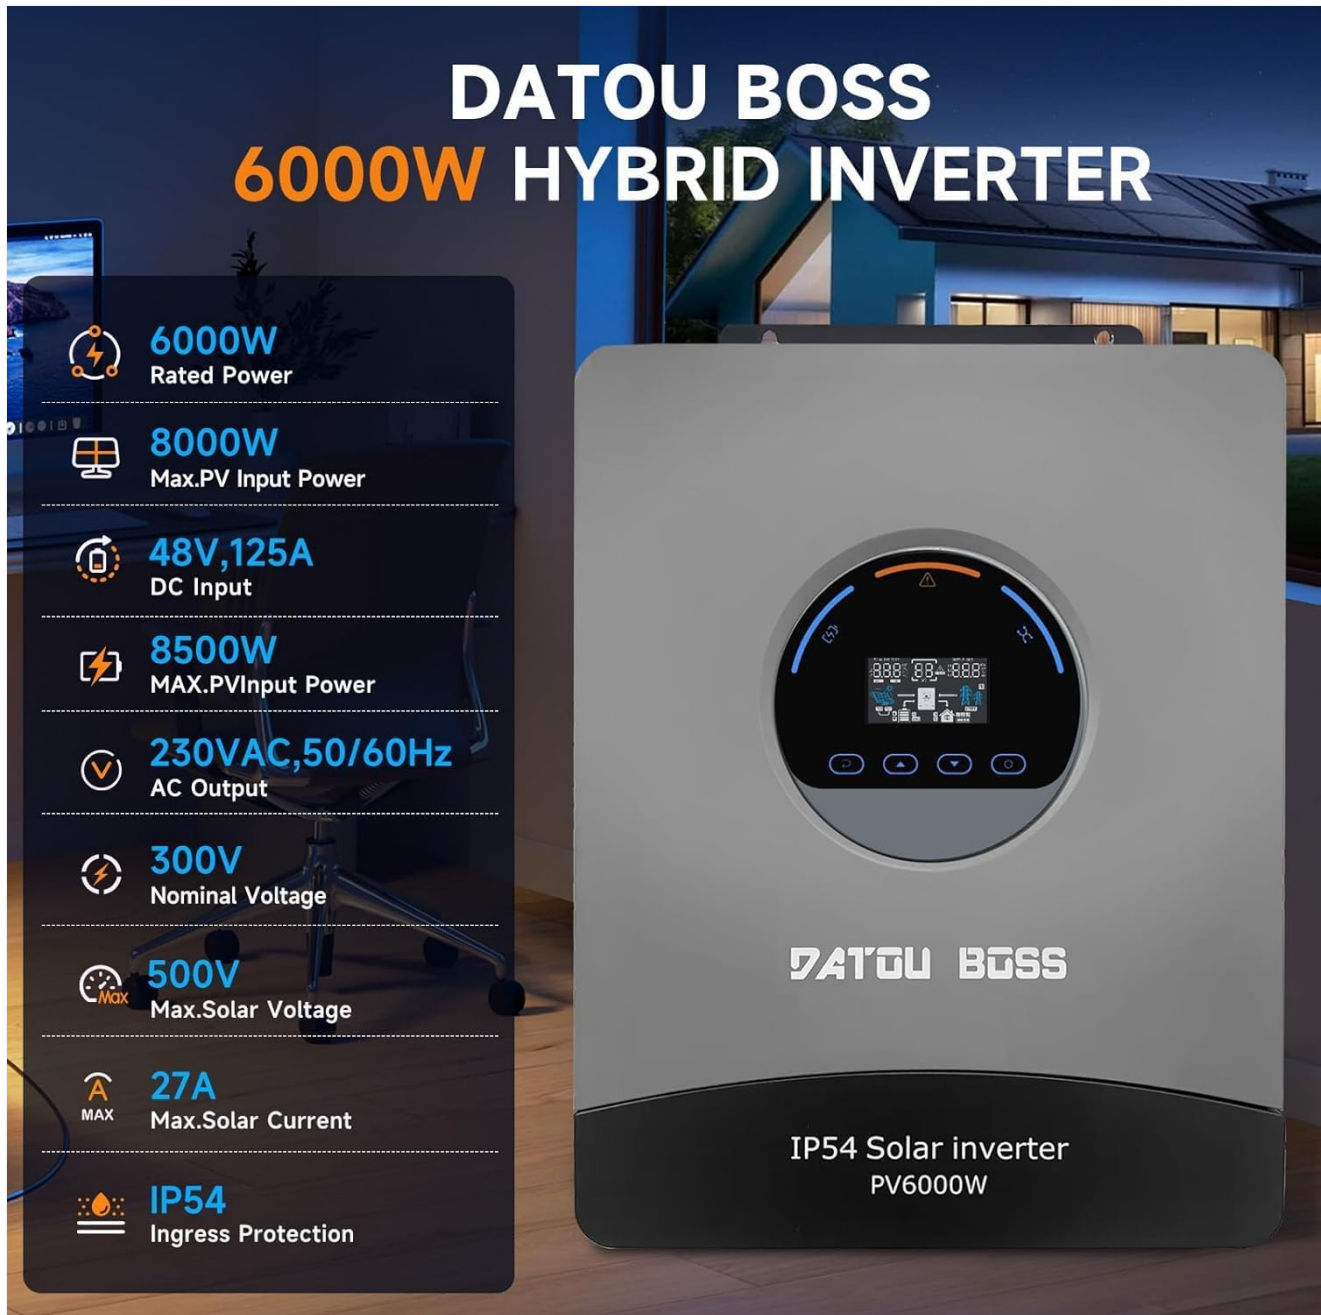 DATOU BOSS
6000W HYBRID INVERTER
6000W
Rated Power
8000W
Max.PV Input Power
48V,125A
DC Input
8500W
MAX.PVInput Power
230VAC,50/60Hz
AC Output
300V
Nominal Voltage
500V
Max.Solar Voltage
Max
27A
Max.Solar Current
A
MAX
IP54
Ingress Protection
DATOU BOSS
IP54 Solar inverter
PV6000W